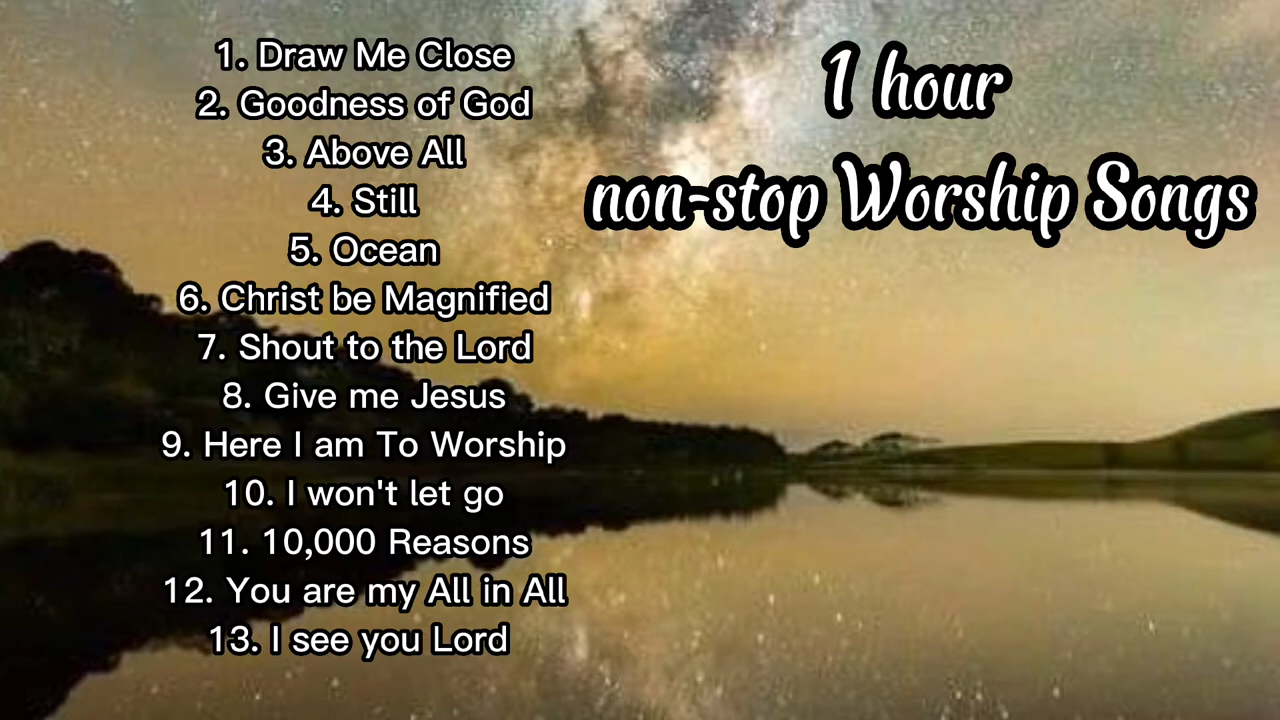 1. Draw Me Close
2. Goodness of God
3. Above All
4. Still
5. Ocean
6. Christ be Magnified
7. Shout to the Lord
8. Give me Jesus
9. Here I am To Worship
10. I won't let go
11. 10,000 Reasons
12. You are my All in All
13. I see you Lord
1 hour
non-stop Worship Songs